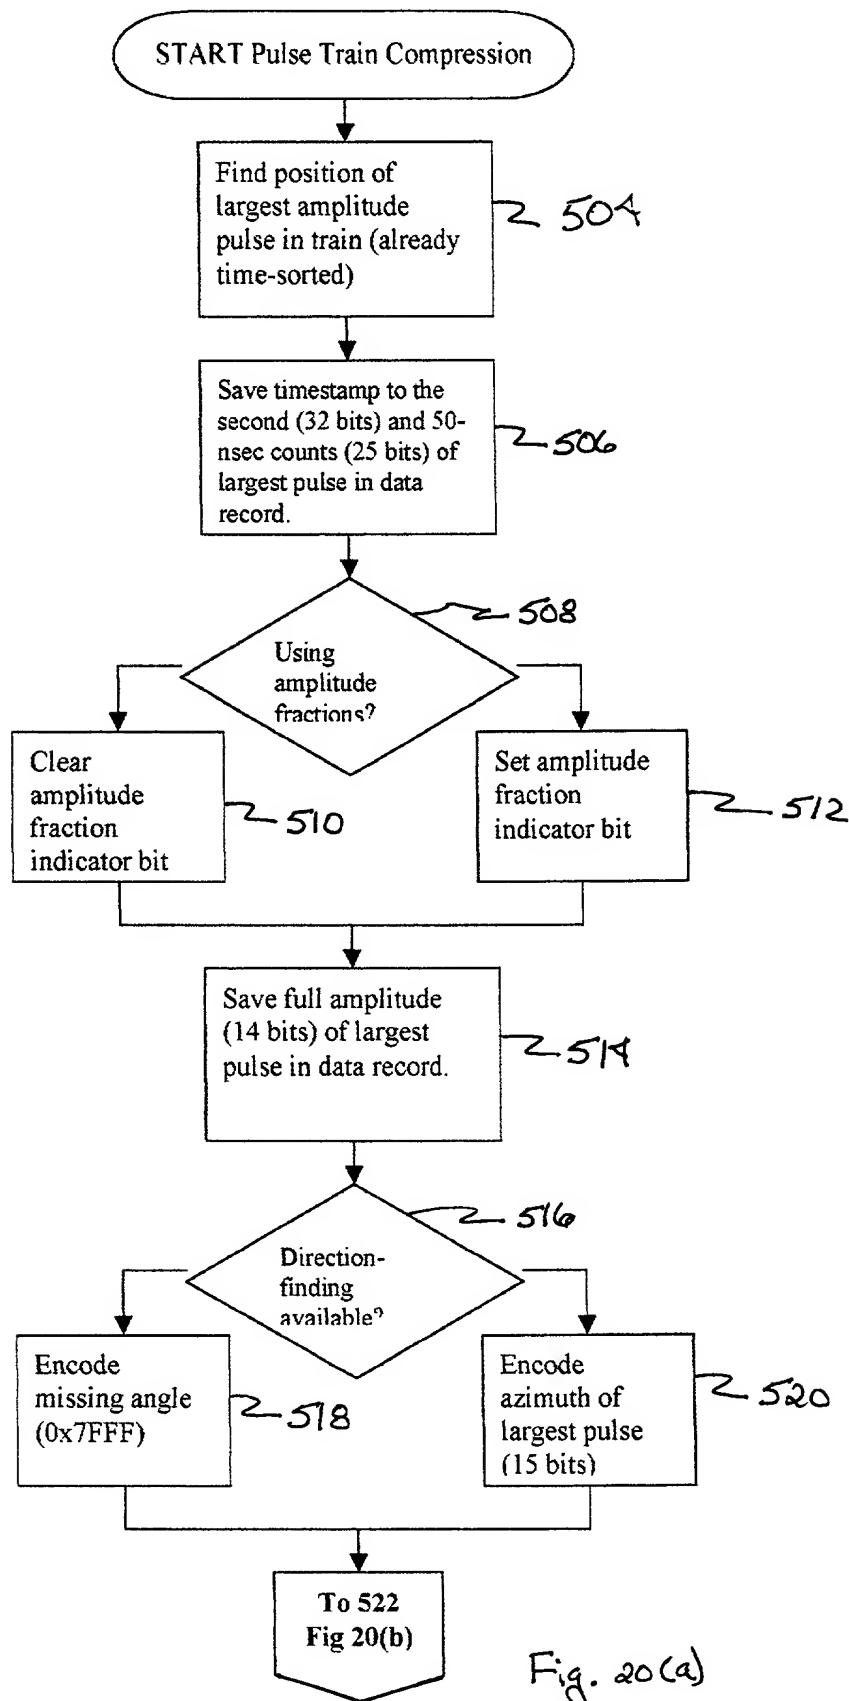 START Pulse Train Compression
Find position of
largest amplitude
pulse in train (already
time-sorted)
504
Save timestamp to the
second (32 bits) and 50-
nsec counts (25 bits) of
largest pulse in data
record.
506
508
Using
amplitude
fractions?
Clear
amplitude
fraction
indicator bit
510
Set amplitude
fraction
indicator bit
512
Save full amplitude
(14 bits) of largest
pulse in data record.
514
516
Direction-
finding
available?
Encode
missing angle
(0x7FFF)
518
Encode
azimuth of
largest pulse
(15 bits)
520
To 522
Fig 20(b)
Fig. 20(a)